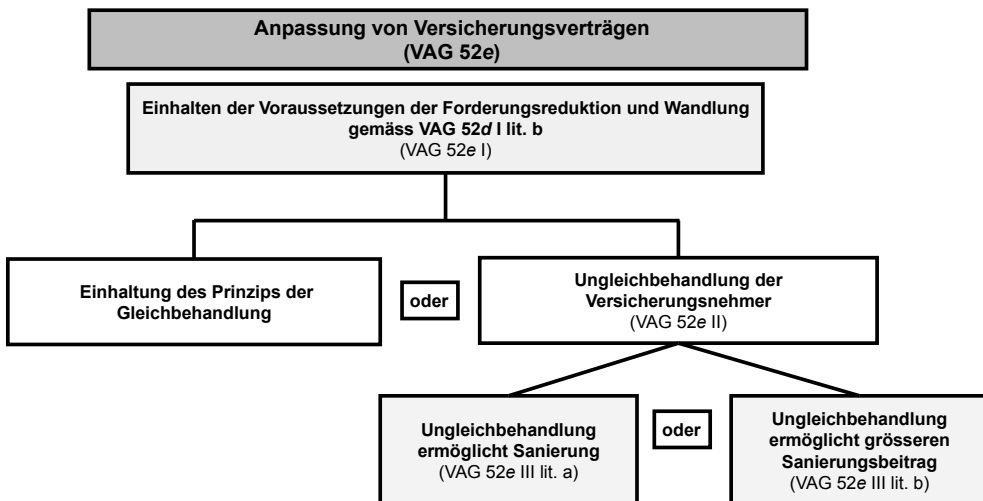 Anpassung von Versicherungsverträgen
(VAG 52e)
Einhalten der Voraussetzungen der Forderungsreduktion und Wandlung
gemäss VAG 52d I lit. b
(VAG 52e I)
Einhaltung des Prinzips der
Gleichbehandlung
oder
Ungleichbehandlung der
Versicherungsnehmer
(VAG 52e II)
Ungleichbehandlung
ermöglicht Sanierung
(VAG 52e III lit. a)
oder
Ungleichbehandlung
ermöglicht grösseren
Sanierungsbeitrag
(VAG 52e III lit. b)